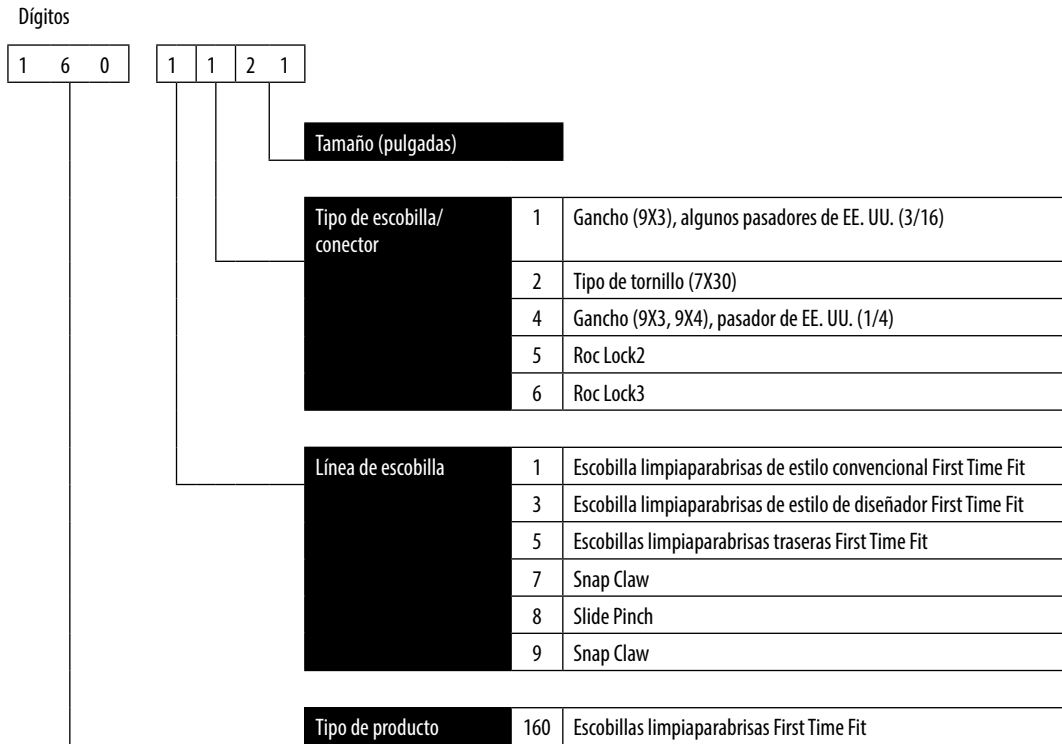 Dígitos
1 6 0 1 1 2 1
Tamaño (pulgadas)
Tipo de escobilla/
conector
1 Gancho (9X3), algunos pasadores de EE. UU. (3/16)
2 Tipo de tornillo (7X30)
4 Gancho (9X3, 9X4), pasador de EE. UU. (1/4)
5 Roc Lock2
6 Roc Lock3
Línea de escobilla 1 Escobilla limpiaparabrisas de estilo convencional First Time Fit
3 Escobilla limpiaparabrisas de estilo de diseñador First Time Fit
5 Escobillas limpiaparabrisas traseras First Time Fit
7 Snap Claw
8 Slide Pinch
9 Snap Claw
Tipo de producto 160 Escobillas limpiaparabrisas First Time Fit